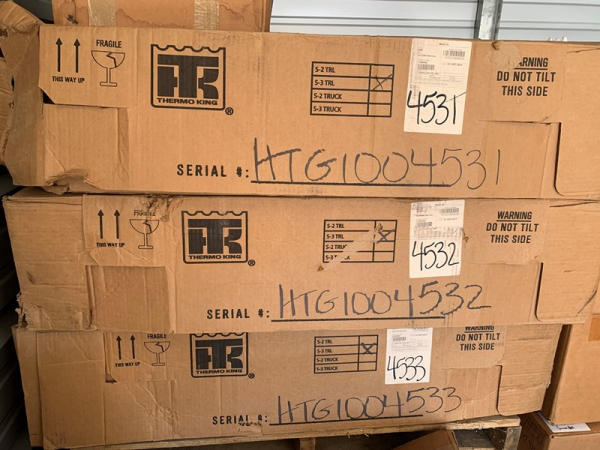 FRAGILE
THIS WAY UP
TK
THERMO KING
®
S-2 TRL
S-3 TRL
S-2 TRUCK
S-3 TRUCK
4531
WARNING
DO NOT TILT
THIS SIDE
SERIAL #: HTG1004531
FRAGILE
THIS WAY UP
TK
THERMO KING
®
S-2 TRL
S-3 TRL
S-2 TRUCK
4532
WARNING
DO NOT TILT
THIS SIDE
SERIAL #: HTG1004532
FRAGILE
THIS WAY UP
TK
THERMO KING
®
S-2 TRL
S-3 TRL
S-2 TRUCK
S-3 TRUCK
4533
WARNING
DO NOT TILT
THIS SIDE
SERIAL #: HTG1004533